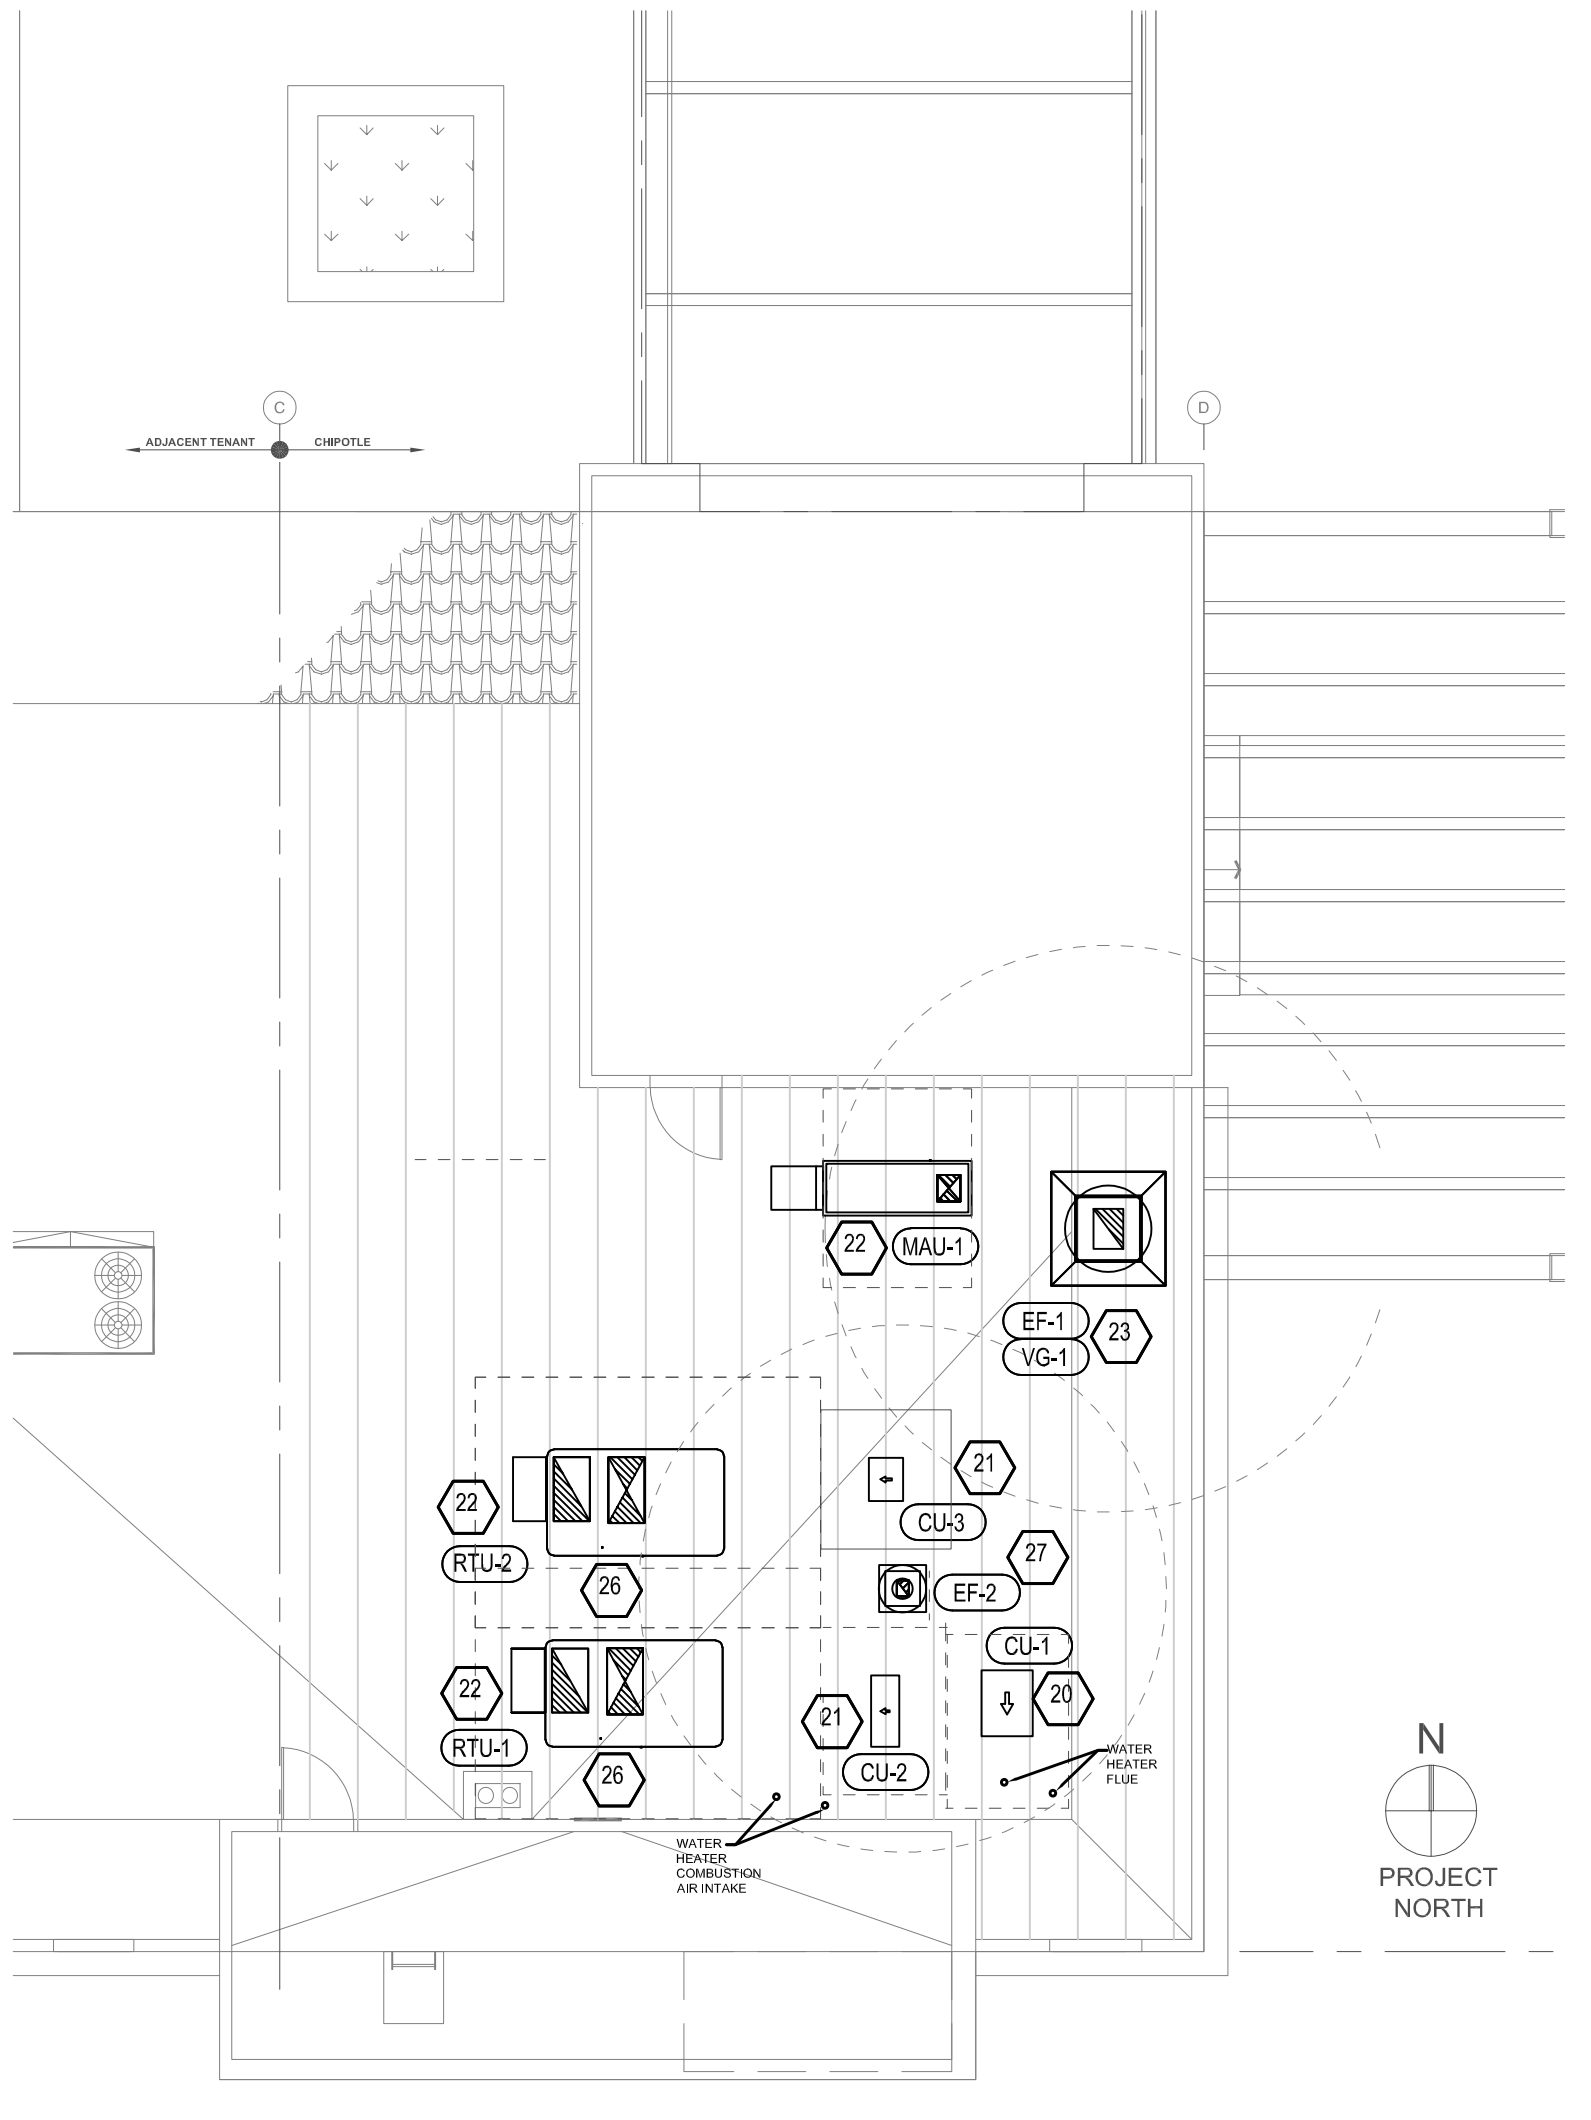 C
D
ADJACENT TENANT
CHIPOTLE
22
MAU-1
EF-1
23
VG-1
21
22
CU-3
27
RTU-2
26
EF-2
CU-1
22
20
21
RTU-1
WATER
HEATER
FLUE
CU-2
26
N
WATER
HEATER
COMBUSTION
AIR INTAKE
PROJECT
NORTH